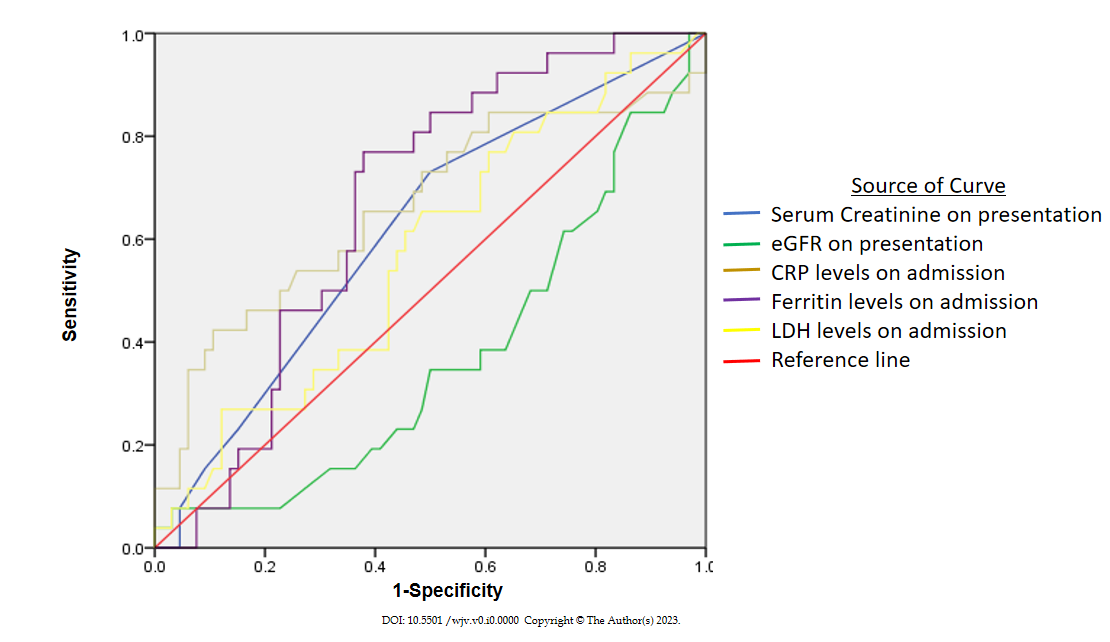 1.0
0.8
0.6
0.4
0.2
0.0
Sensitivity
0.0 0.2 0.4 0.6 0.8 1.0
1-Specificity
Source of Curve
Serum Creatinine on presentation
eGFR on presentation
CRP levels on admission
Ferritin levels on admission
LDH levels on admission
Reference line
DOI: 10.5501 /wjv.v0.i0.0000 Copyright © The Author(s) 2023.